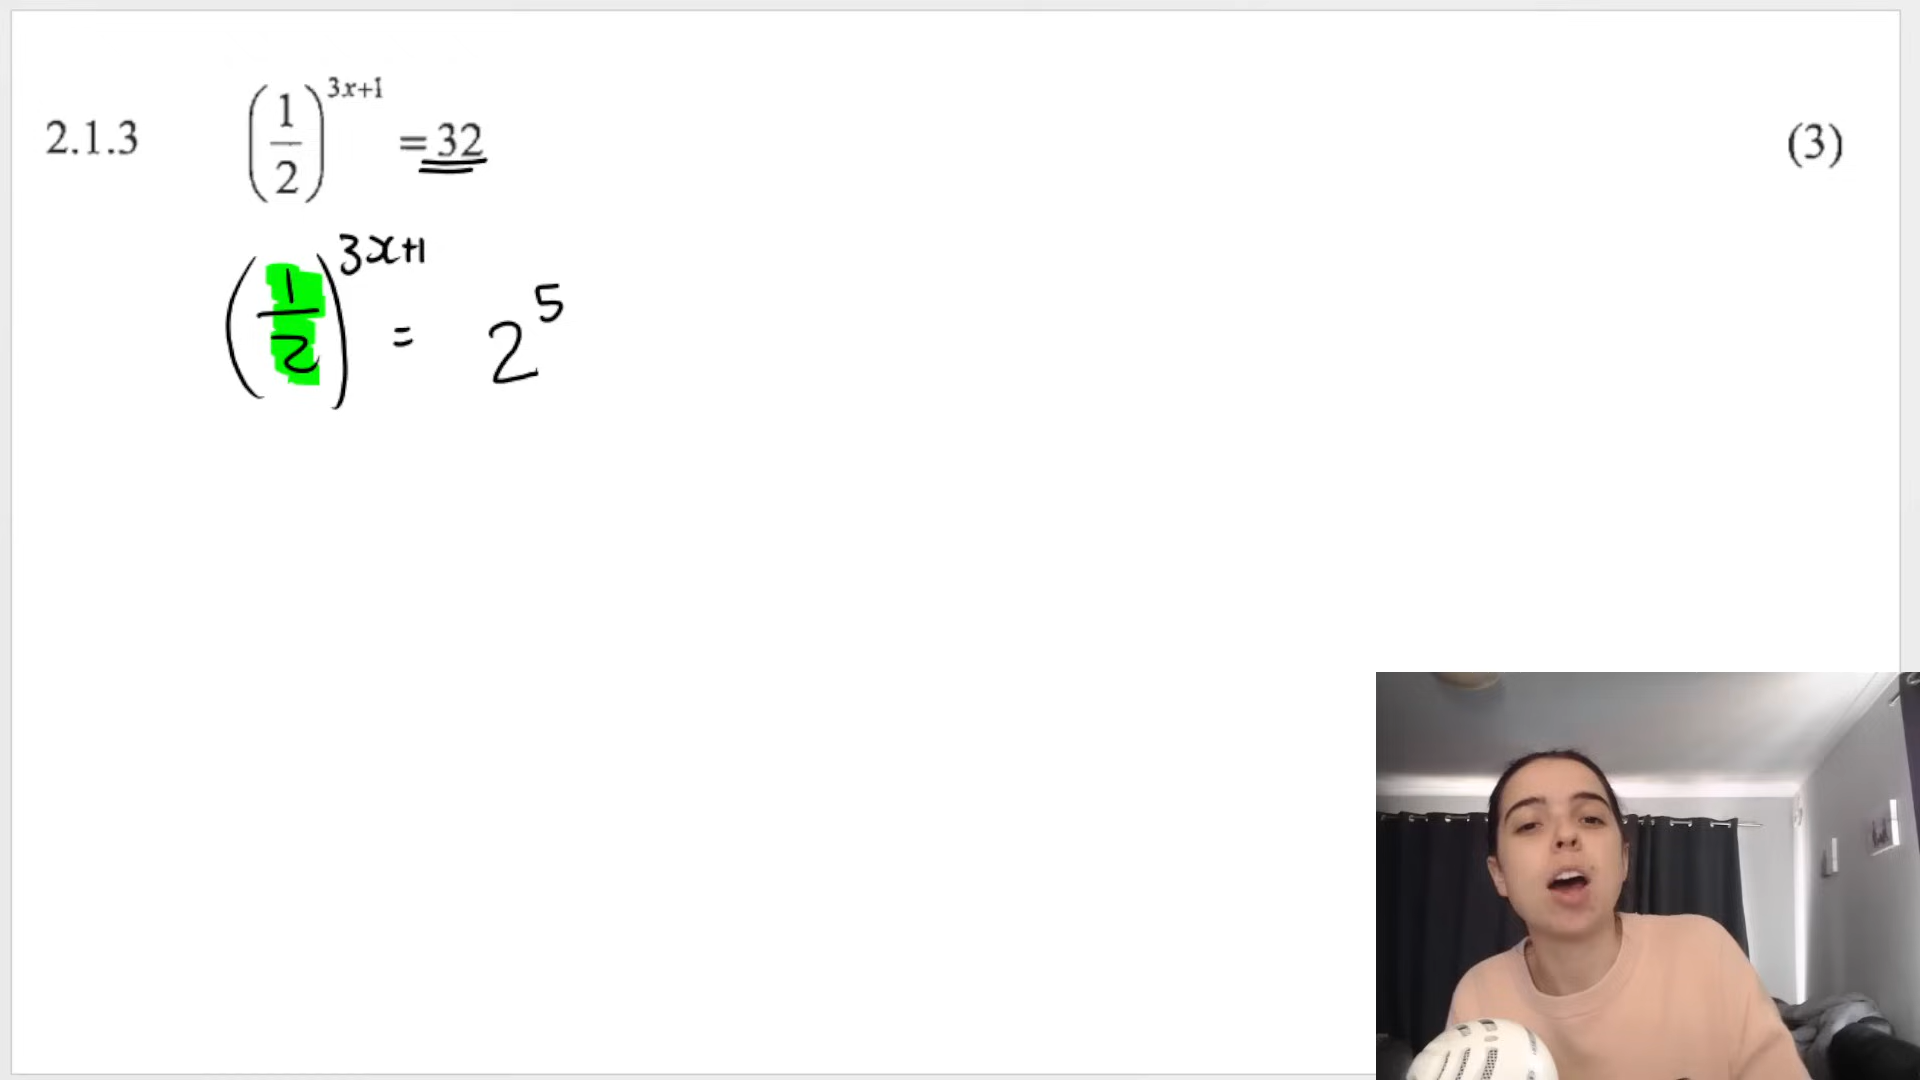 2.1.3 (1/2)^{3x+1} = 32 (3)
(1/2)^{3x+1} = 2^5